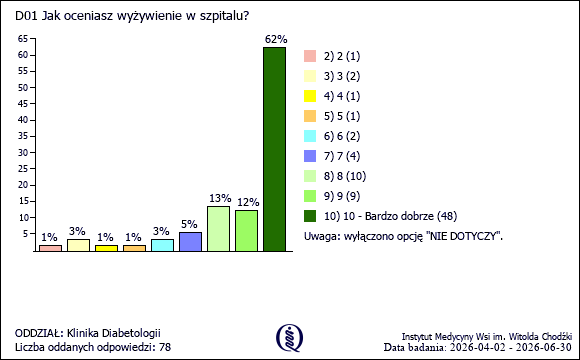 D01 Jak oceniasz wyżywienie w szpitalu?
65
60
55
50
45
40
35
30
25
20
15
10
5
1%
3%
1%
1%
3%
5%
13%
12%
62%
2) 2 (1)
3) 3 (2)
4) 4 (1)
5) 5 (1)
6) 6 (2)
7) 7 (4)
8) 8 (10)
9) 9 (9)
10) 10 - Bardzo dobrze (48)
Uwaga: wyłączono opcję "NIE DOTYCZY".
ODDZIAŁ: Klinika Diabetologii
Liczba oddanych odpowiedzi: 78
Instytut Medycyny Wsi im. Witolda Chodźki
Data badania: 2026-04-02 - 2026-06-30